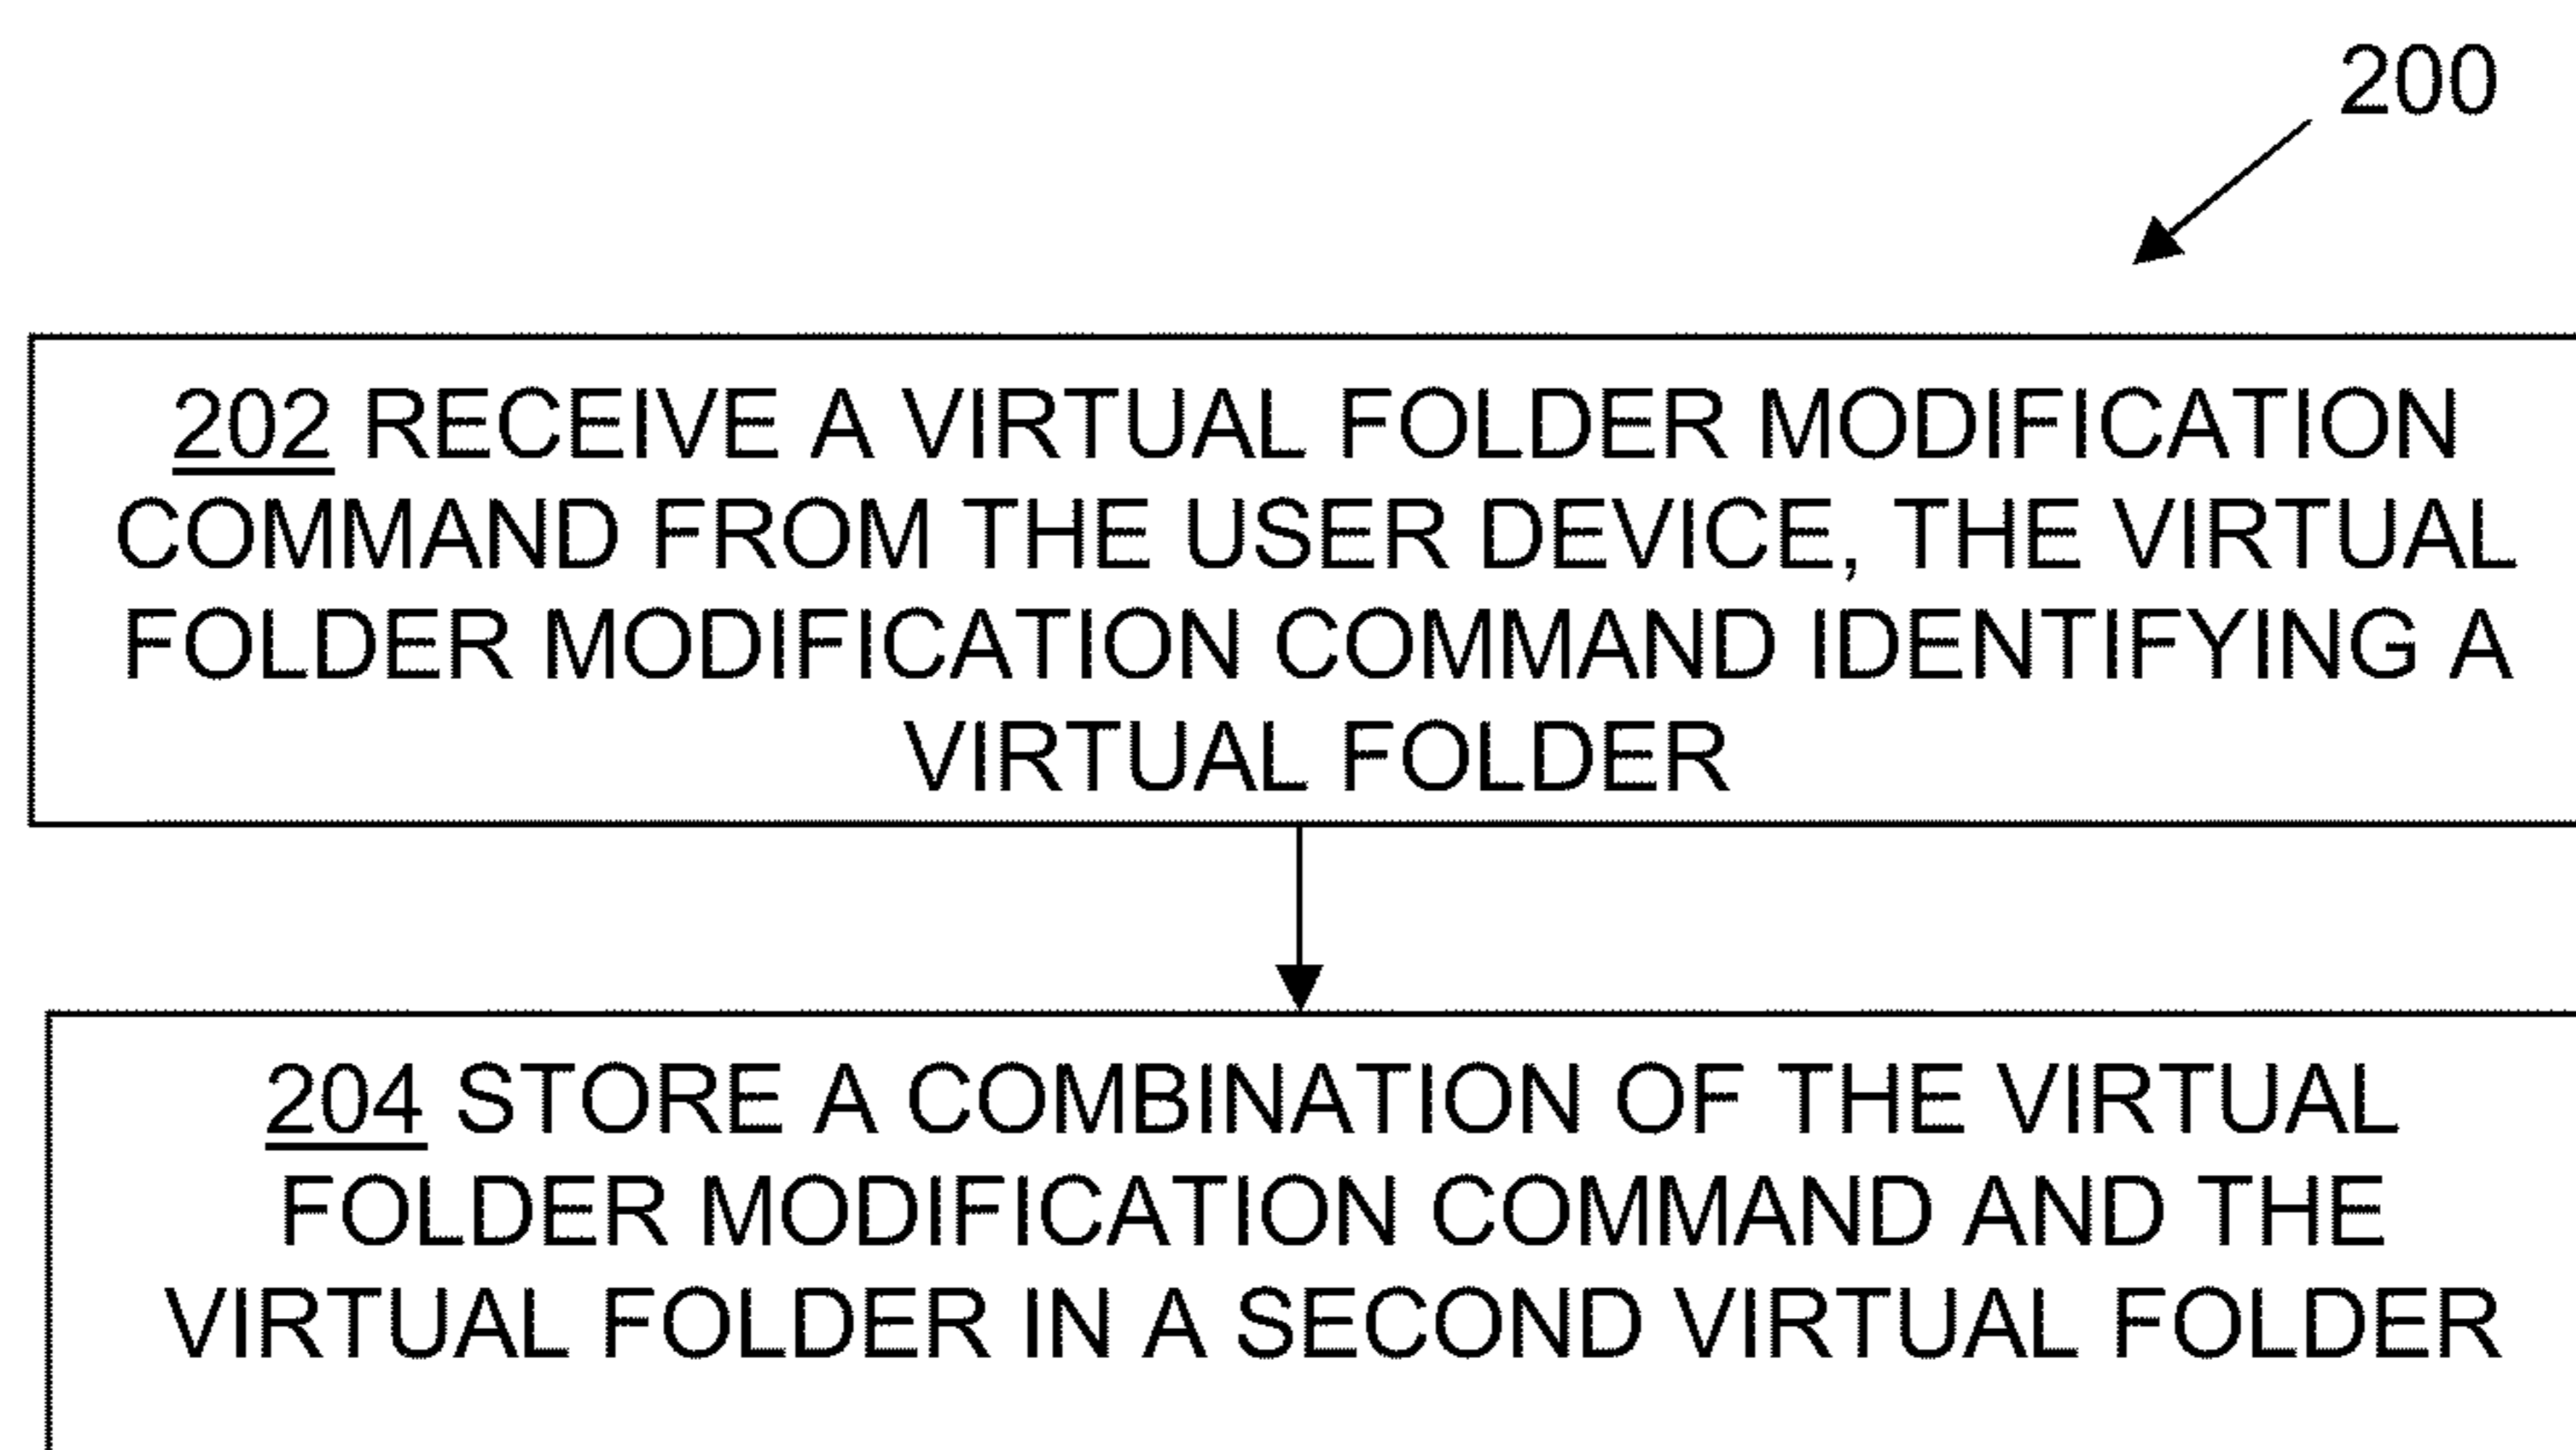 200
202 RECEIVE A VIRTUAL FOLDER MODIFICATION
COMMAND FROM THE USER DEVICE, THE VIRTUAL
FOLDER MODIFICATION COMMAND IDENTIFYING A
VIRTUAL FOLDER
204 STORE A COMBINATION OF THE VIRTUAL
FOLDER MODIFICATION COMMAND AND THE
VIRTUAL FOLDER IN A SECOND VIRTUAL FOLDER